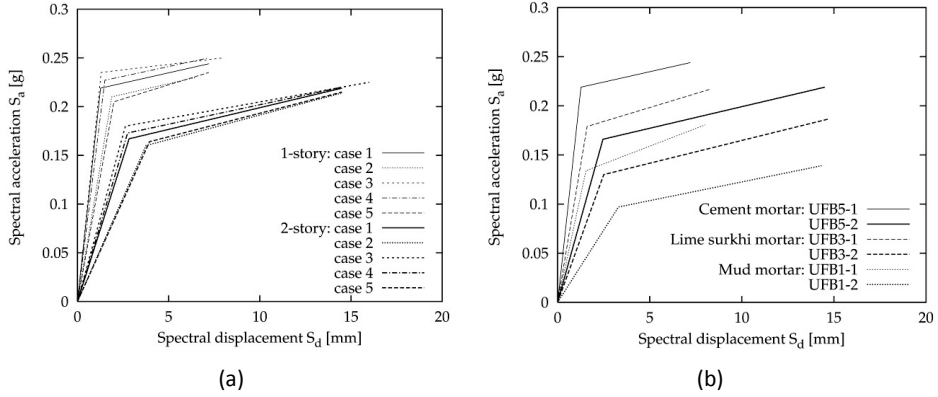 0.3
0.25
0.2
0.15
0.1
0.05
0
Spectral acceleration Sa [g]
1-story: case 1
case 2
case 3
case 4
case 5
2-story: case 1
case 2
case 3
case 4
case 5
0 5 10 15 20
Spectral displacement Sd [mm]
(a)
0.3
0.25
0.2
0.15
0.1
0.05
0
Spectral acceleration Sa [g]
Cement mortar: UFB5-1
UFB5-2
Lime surkhi mortar: UFB3-1
UFB3-2
Mud mortar: UFB1-1
UFB1-2
0 5 10 15 20
Spectral displacement Sd [mm]
(b)